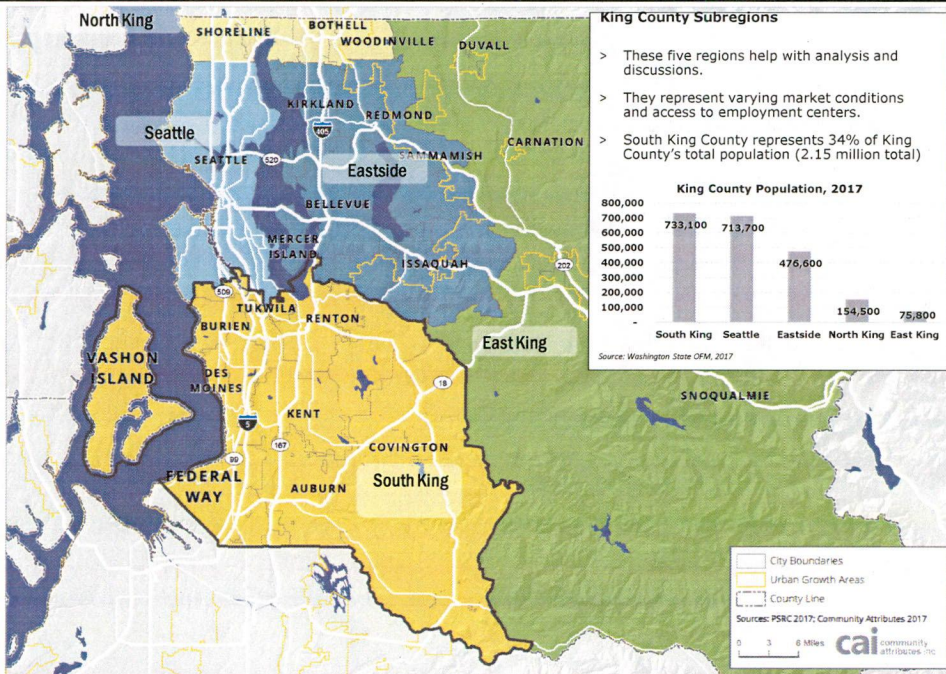 North King
SHORELINE
BOTHELL
WOODINVILLE
DUVALL
KIRKLAND
REDMOND
Seattle
405
CARNATION
SEATTLE
520
SAMMAMISH
Eastside
BELLEVUE
MERCER
ISLAND
ISSAQUAH
202
509
TUKWILA
BURIEN
RENTON
East King
VASHON
ISLAND
DES
MOINES
18
SNOQUALMIE
5
KENT
167
COVINGTON
99
FEDERAL
WAY
AUBURN
South King
King County Subregions
> These five regions help with analysis and
discussions.
> They represent varying market conditions
and access to employment centers.
> South King County represents 34% of King
County's total population (2.15 million total)
King County Population, 2017
800,000
700,000
600,000
500,000
400,000
300,000
200,000
100,000
-
733,100
713,700
476,600
154,500
75,800
South King Seattle Eastside North King East King
Source: Washington State OFM, 2017
City Boundaries
Urban Growth Areas
County Line
Sources: PSRC 2017; Community Attributes 2017
0 3 6 Miles
cai community
attributes inc